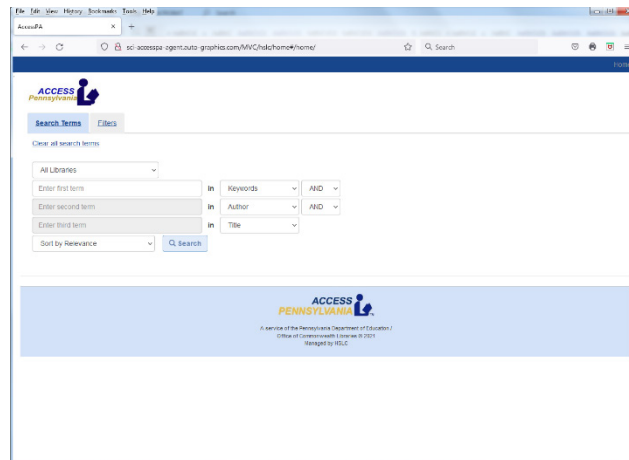 File Edit View History Bookmarks Tools Help
AccessPA × +
sci-accesspa-agent.auto-graphics.com/MVC/hslc/home#/home/
Search
Home
ACCESS
Pennsylvania
Search Terms Filters
Clear all search terms
All Libraries
Enter first term in Keywords AND
Enter second term in Author AND
Enter third term in Title
Sort by Relevance Search
ACCESS
PENNSYLVANIA
A service of the Pennsylvania Department of Education /
Office of Commonwealth Libraries © 2021
Managed by HSLC